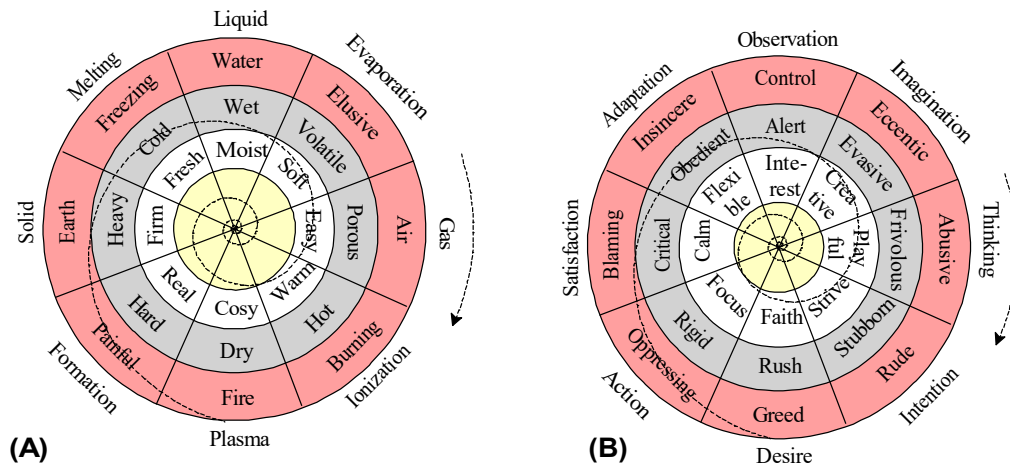 Liquid
Evaporation
Gas
Ionization
Plasma
Formation
Solid
Melting
Water
Elusive
Air
Burning
Fire
Painful
Earth
Freezing
Wet
Volatile
Porous
Hot
Dry
Hard
Heavy
Cold
Moist
Soft
Easy
Warm
Cosy
Real
Firm
Fresh
(A)
Observation
Imagination
Thinking
Intention
Desire
Action
Satisfaction
Adaptation
Control
Eccentic
Abusive
Rude
Greed
Oppressing
Blaming
Insincere
Alert
Evasive
Frivolous
Stubborn
Rush
Rigid
Critical
Obedient
Inte-
rest
Crea
tive
Play
ful
Strive
Faith
Focus
Calm
Flexi
ble
(B)